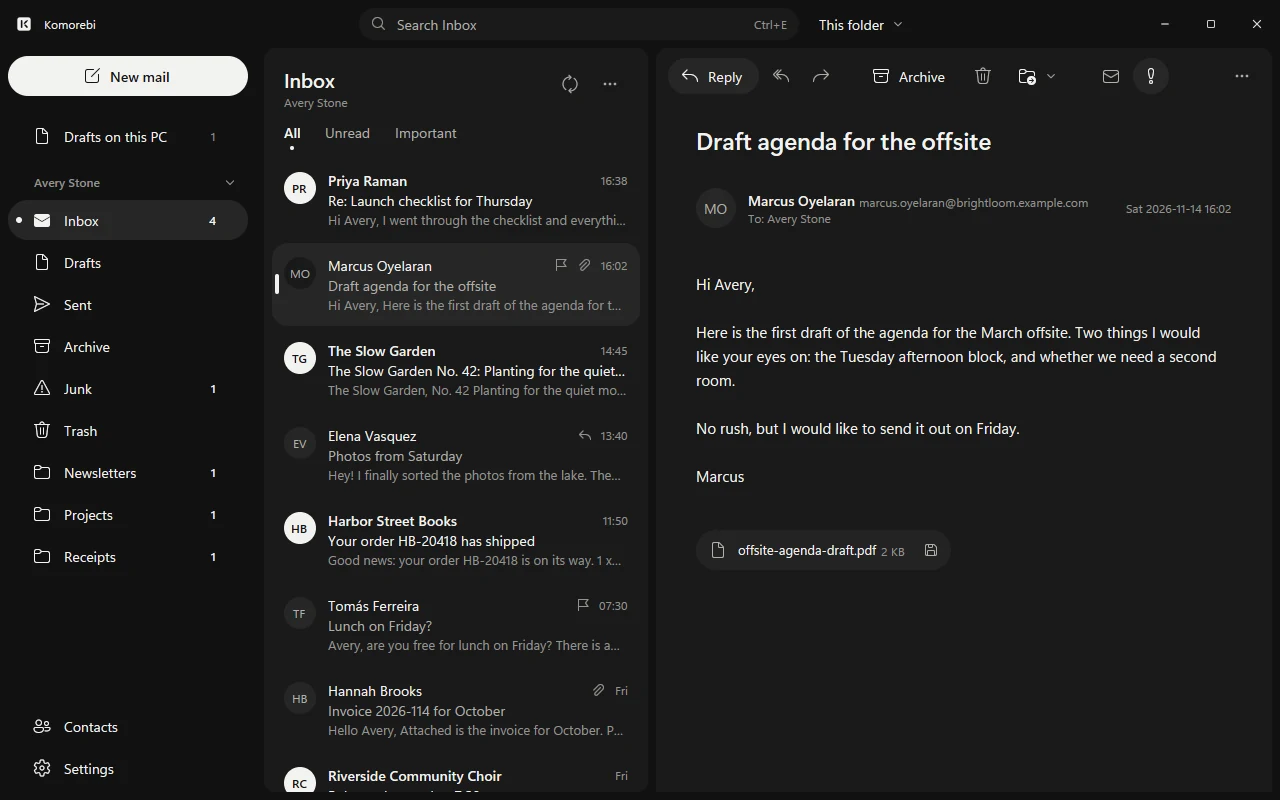 Komorebi
Search Inbox
Ctrl+E
This folder
New mail
Drafts on this PC 1
Avery Stone
Inbox 4
Drafts
Sent
Archive
Junk 1
Trash
Newsletters 1
Projects 1
Receipts 1
Contacts
Settings
Inbox
Avery Stone
All Unread Important
PR
Priya Raman 16:38
Re: Launch checklist for Thursday
Hi Avery, I went through the checklist and everythi...
MO
Marcus Oyelaran 16:02
Draft agenda for the offsite
Hi Avery, Here is the first draft of the agenda for t...
TG
The Slow Garden 14:45
The Slow Garden No. 42: Planting for the quiet...
The Slow Garden, No. 42 Planting for the quiet mo...
EV
Elena Vasquez 13:40
Photos from Saturday
Hey! I finally sorted the photos from the lake. The...
HB
Harbor Street Books 11:50
Your order HB-20418 has shipped
Good news: your order HB-20418 is on its way. 1 x...
TF
Tomás Ferreira 07:30
Lunch on Friday?
Avery, are you free for lunch on Friday? There is a...
HB
Hannah Brooks Fri
Invoice 2026-114 for October
Hello Avery, Attached is the invoice for October. P...
RC
Riverside Community Choir Fri
Reply
Archive
Draft agenda for the offsite
MO
Marcus Oyelaran marcus.oyelaran@brightloom.example.com
To: Avery Stone
Sat 2026-11-14 16:02
Hi Avery,
Here is the first draft of the agenda for the March offsite. Two things I would
like your eyes on: the Tuesday afternoon block, and whether we need a second
room.
No rush, but I would like to send it out on Friday.
Marcus
offsite-agenda-draft.pdf 2 KB